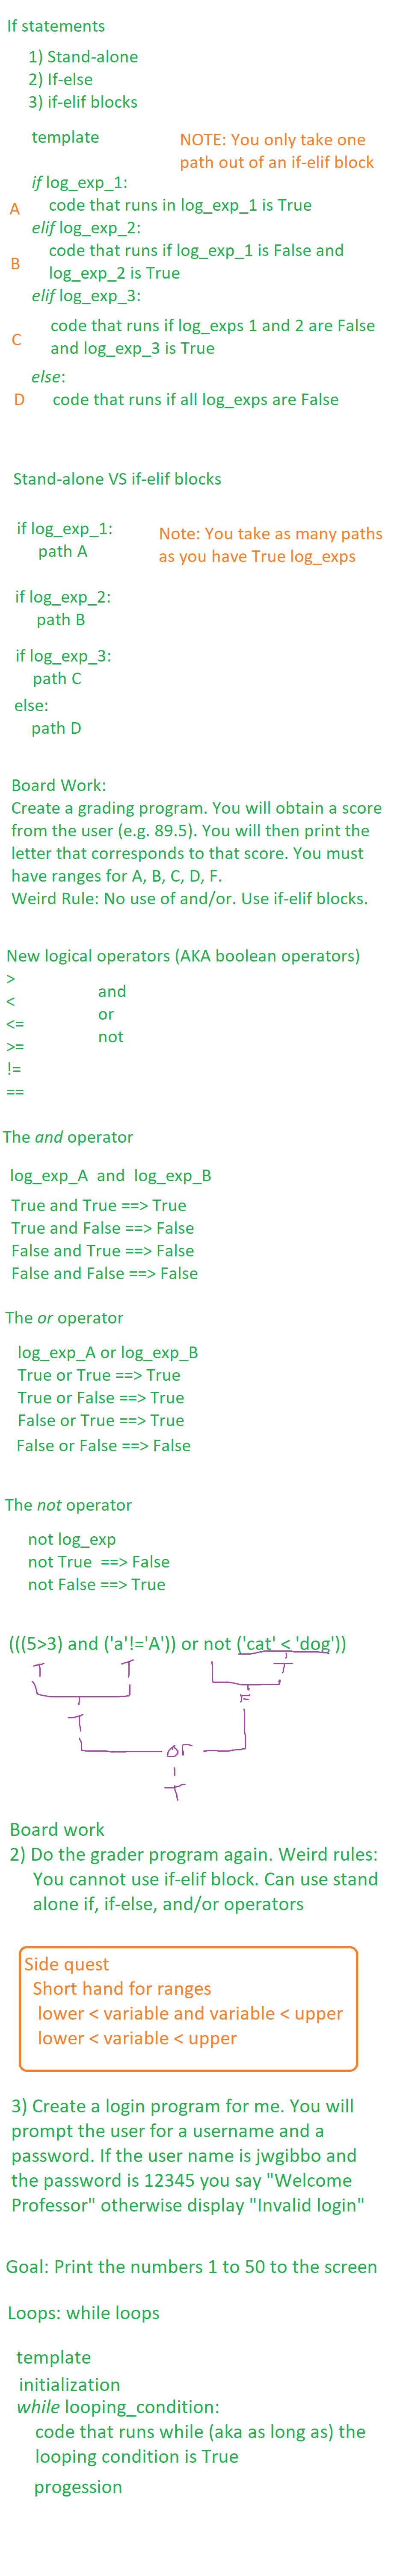 If statements
1) Stand-alone
2) If-else
3) if-elif blocks
template
NOTE: You only take one
path out of an if-elif block
if log_exp_1:
A
code that runs in log_exp_1 is True
elif log_exp_2:
B
code that runs if log_exp_1 is False and
log_exp_2 is True
elif log_exp_3:
C
code that runs if log_exps 1 and 2 are False
and log_exp_3 is True
else:
D
code that runs if all log_exps are False
Stand-alone VS if-elif blocks
if log_exp_1:
path A
Note: You take as many paths
as you have True log_exps
if log_exp_2:
path B
if log_exp_3:
path C
else:
path D
Board Work:
Create a grading program. You will obtain a score
from the user (e.g. 89.5). You will then print the
letter that corresponds to that score. You must
have ranges for A, B, C, D, F.
Weird Rule: No use of and/or. Use if-elif blocks.
New logical operators (AKA boolean operators)
>
<
<=
>=
!=
==
and
or
not
The and operator
log_exp_A and log_exp_B
True and True ==> True
True and False ==> False
False and True ==> False
False and False ==> False
The or operator
log_exp_A or log_exp_B
True or True ==> True
True or False ==> True
False or True ==> True
False or False ==> False
The not operator
not log_exp
not True ==> False
not False ==> True
(((5>3) and ('a'!='A')) or not ('cat' < 'dog'))
T T T
F
T
or
T
Board work
2) Do the grader program again. Weird rules:
You cannot use if-elif block. Can use stand
alone if, if-else, and/or operators
Side quest
Short hand for ranges
lower < variable and variable < upper
lower < variable < upper
3) Create a login program for me. You will
prompt the user for a username and a
password. If the user name is jwgibbo and
the password is 12345 you say "Welcome
Professor" otherwise display "Invalid login"
Goal: Print the numbers 1 to 50 to the screen
Loops: while loops
template
initialization
while looping_condition:
code that runs while (aka as long as) the
looping condition is True
progession